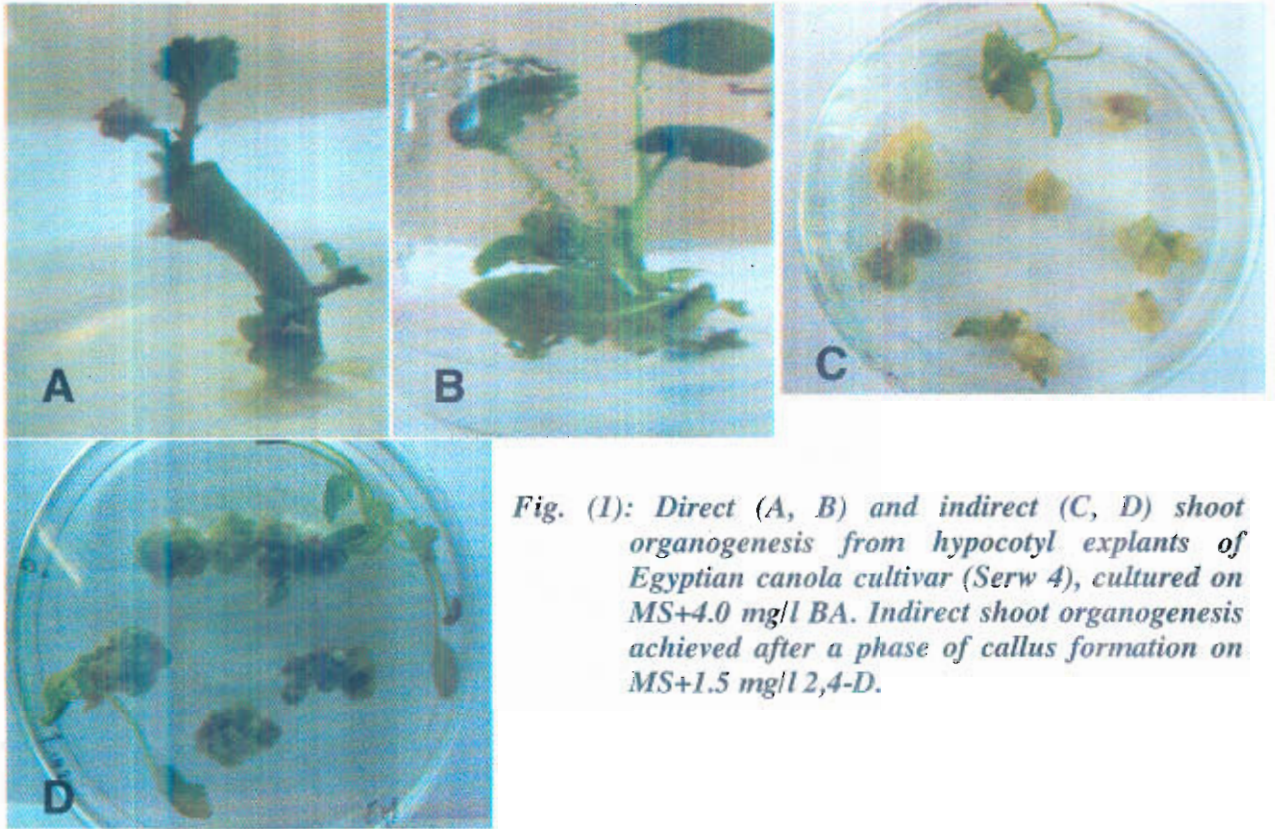 A
B
C
D
Fig. (1): Direct (A, B) and indirect (C, D) shoot
organogenesis from hypocotyl explants of
Egyptian canola cultivar (Serw 4), cultured on
MS+4.0 mg/l BA. Indirect shoot organogenesis
achieved after a phase of callus formation on
MS+1.5 mg/l 2,4-D.